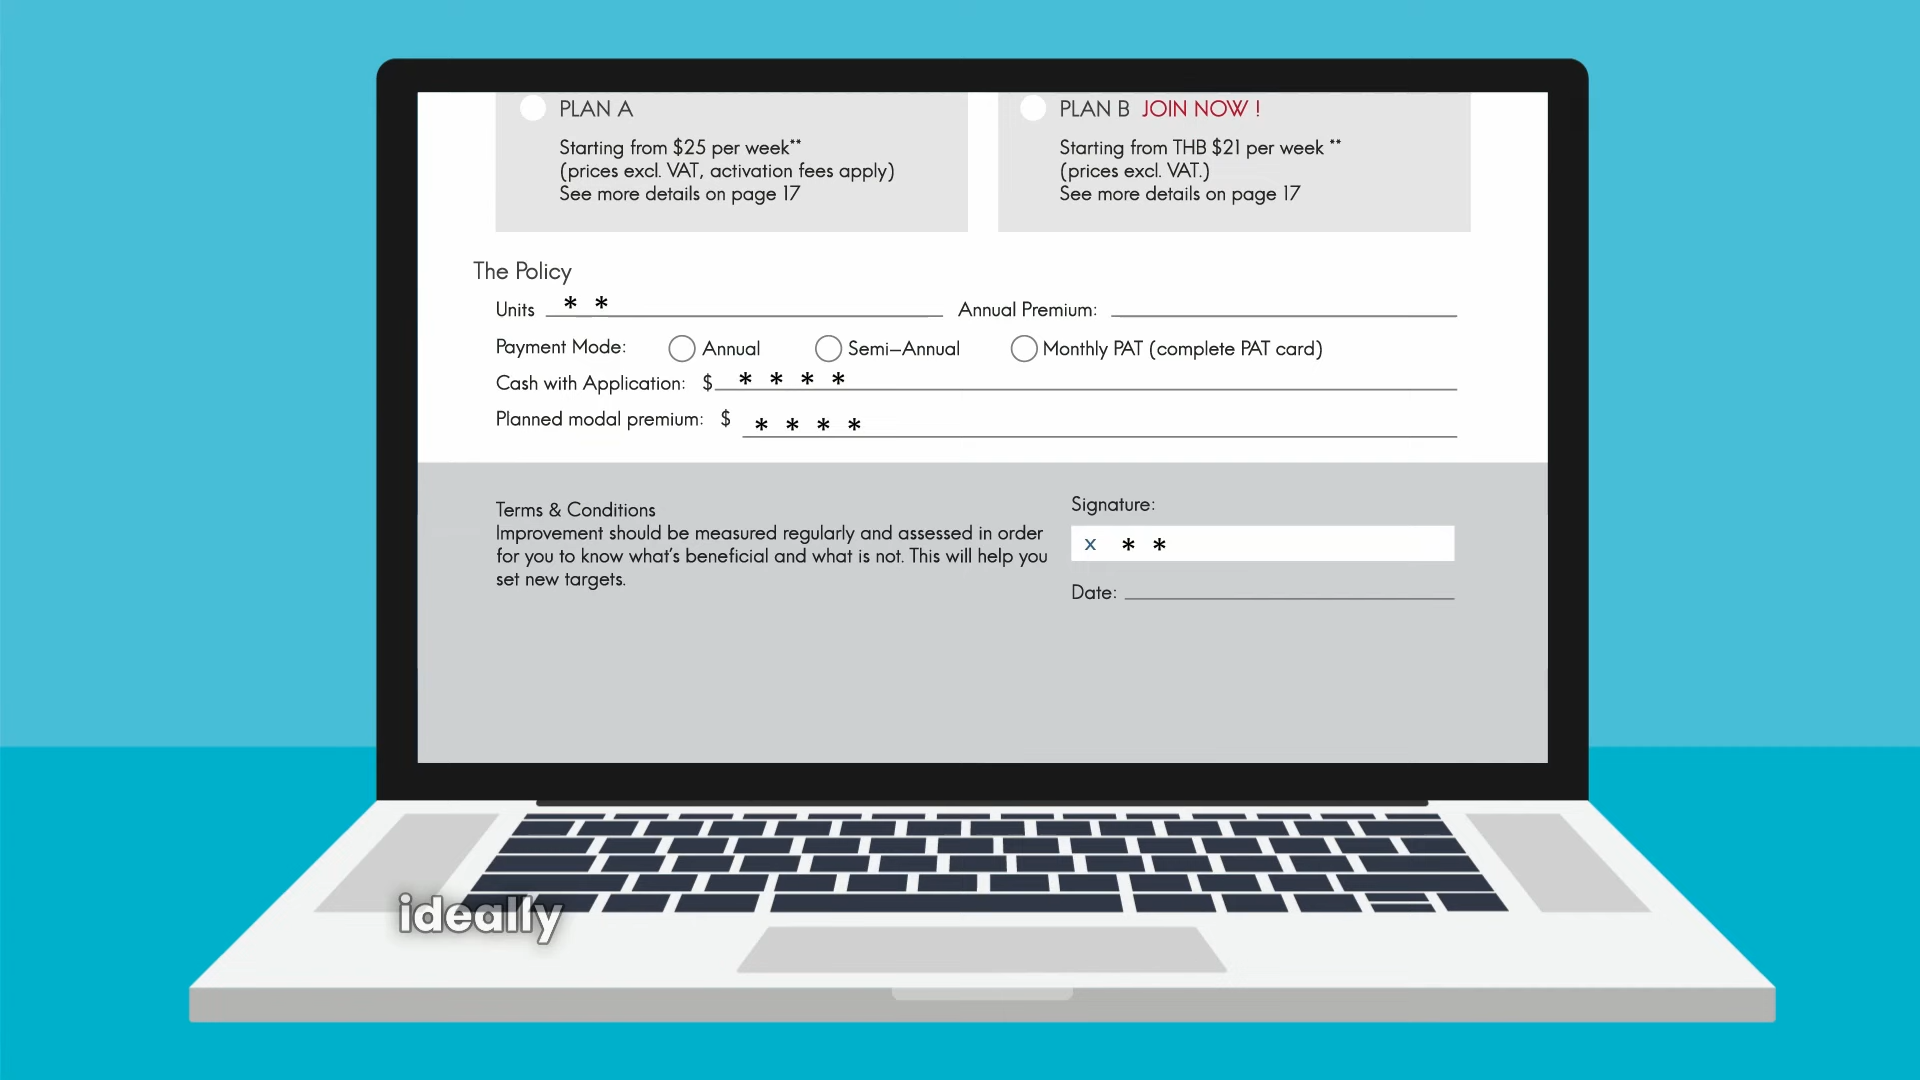 PLAN A
Starting from $25 per week**
(prices excl. VAT, activation fees apply)
See more details on page 17
PLAN B JOIN NOW !
Starting from THB $21 per week **
(prices excl. VAT.)
See more details on page 17
The Policy
Units * * Annual Premium:
Payment Mode: Annual Semi–Annual Monthly PAT (complete PAT card)
Cash with Application: $ * * * *
Planned modal premium: $ * * * *
Terms & Conditions
Improvement should be measured regularly and assessed in order
for you to know what's beneficial and what is not. This will help you
set new targets.
Signature:
x * *
Date:
ideally